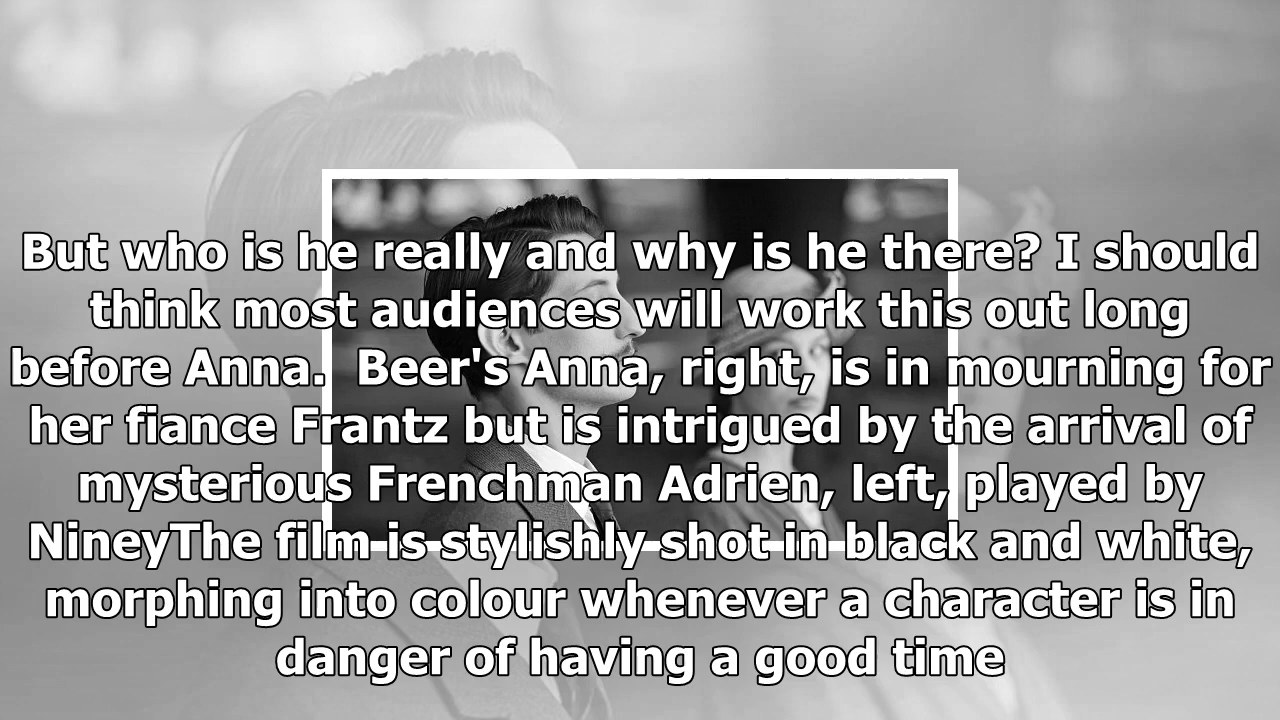 But who is he really and why is he there? I should
think most audiences will work this out long
before Anna.  Beer's Anna, right, is in mourning for
her fiance Frantz but is intrigued by the arrival of
mysterious Frenchman Adrien, left, played by
NineyThe film is stylishly shot in black and white,
morphing into colour whenever a character is in
danger of having a good time